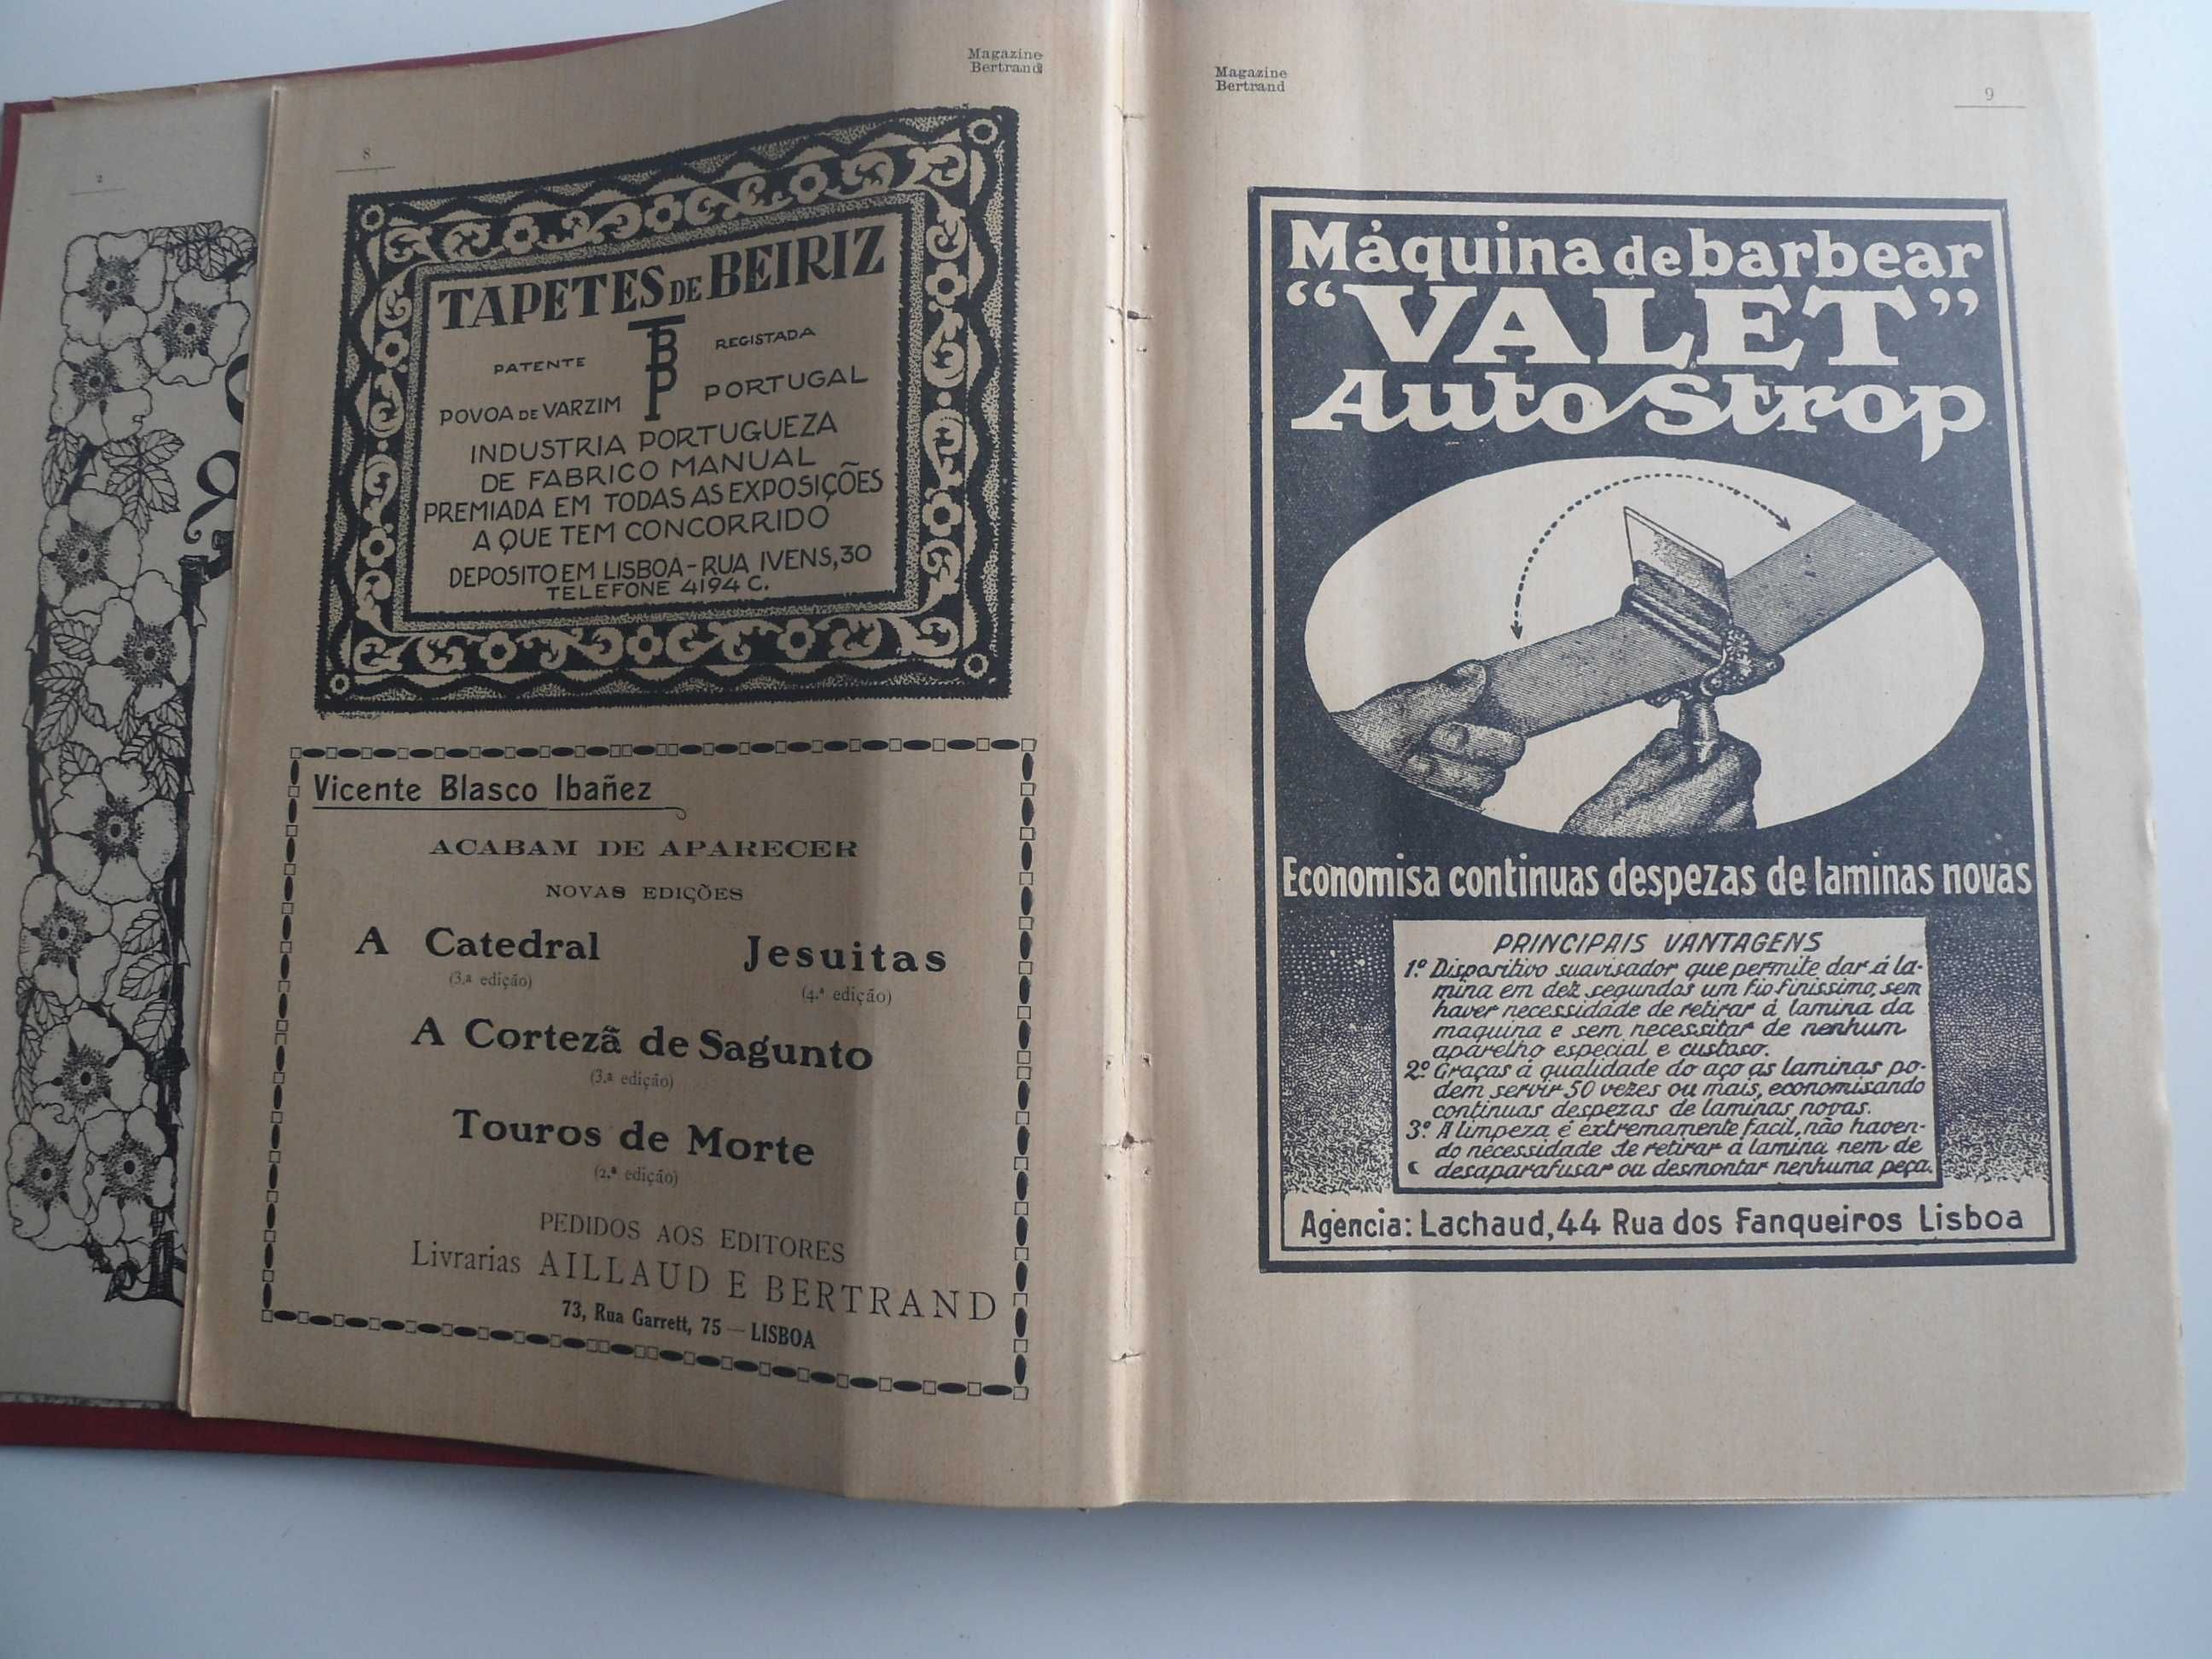 2
8
Magazine
Bertrand
TAPETES DE BEIRIZ
PATENTE TBP REGISTADA
POVOA DE VARZIM PORTUGAL
INDUSTRIA PORTUGUEZA
DE FABRICO MANUAL
PREMIADA EM TODAS AS EXPOSIÇÕES
A QUE TEM CONCORRIDO
DEPOSITO EM LISBOA - RUA IVENS, 30
TELEFONE 4194 C.
Vicente Blasco Ibañez
ACABAM DE APARECER
NOVAS EDIÇÕES
A Catedral
(3.ª edição)
Jesuitas
(4.ª edição)
A Cortezã de Sagunto
(3.ª edição)
Touros de Morte
(2.ª edição)
PEDIDOS AOS EDITORES
Livrarias AILLAUD E BERTRAND
73, Rua Garrett, 75 — LISBOA
Magazine
Bertrand
9
Máquina de barbear
“VALET”
AutoStrop
Economisa continuas despezas de laminas novas
PRINCIPAIS VANTAGENS
1.º Dispositivo suavisador que permite dar á la-
mina em dez segundos um fio finissimo, sem
haver necessidade de retirar á lamina da
maquina e sem necessitar de nenhum
aparelho especial e custoso.
2.º Graças á qualidade do aço as laminas po-
dem servir 50 vezes ou mais, economisando
continuas despezas de laminas novas.
3.º A limpeza é extremamente facil, não haven-
do necessidade de retirar á lamina nem de
desaparafusar ou desmontar nenhuma peça.
Agencia: Lachaud, 44 Rua dos Fanqueiros Lisboa